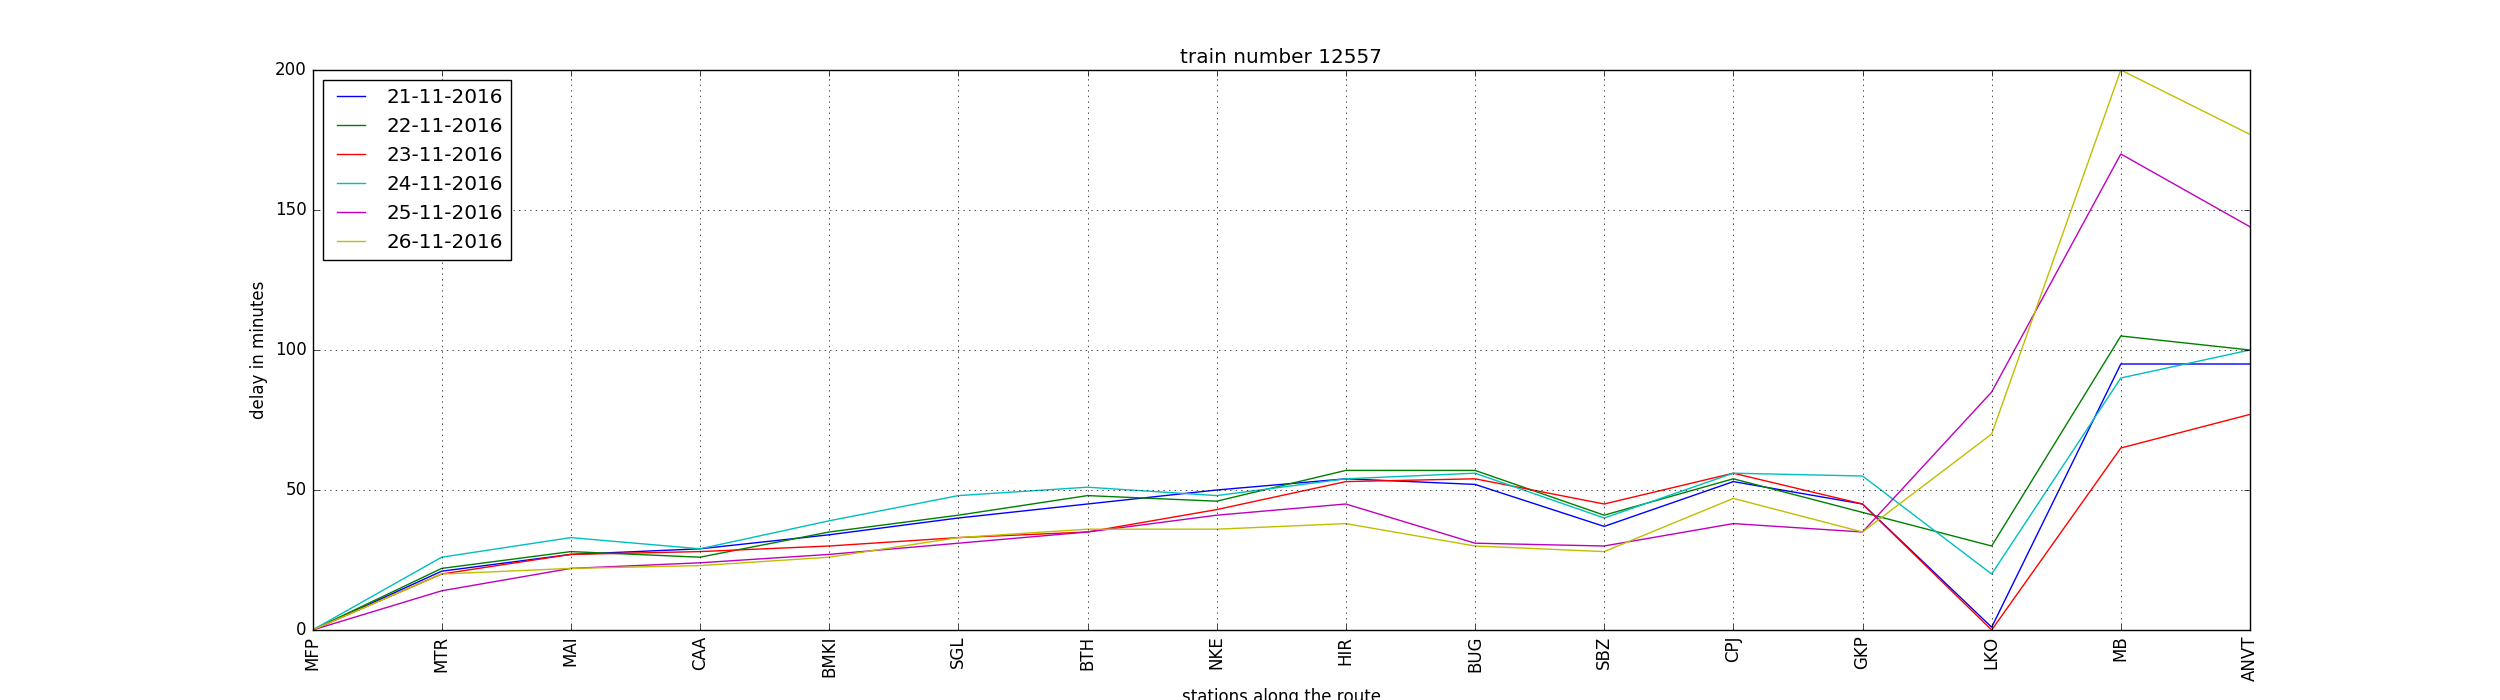 train number 12557
200
150
100
50
0
delay in minutes
21-11-2016
22-11-2016
23-11-2016
24-11-2016
25-11-2016
26-11-2016
MFP
MTR
MAI
CAA
BMKI
SGL
BTH
NKE
HIR
BUG
SBZ
CPJ
GKP
LKO
MB
ANVT
stations along the route